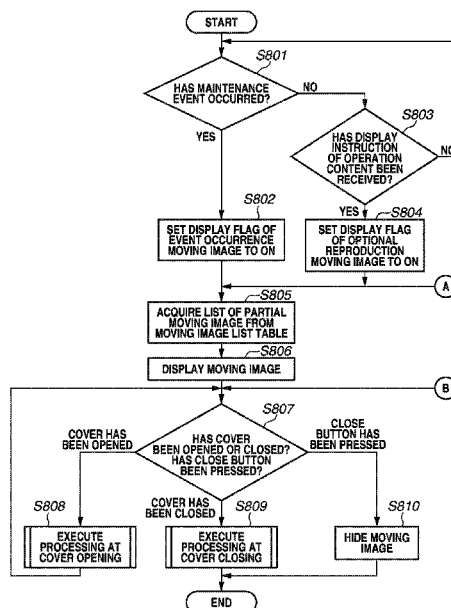 START
S801
HAS MAINTENANCE
EVENT OCCURRED?
NO
YES
S803
HAS DISPLAY
INSTRUCTION
OF OPERATION
CONTENT BEEN
RECEIVED?
NO
YES
S802
SET DISPLAY FLAG OF
EVENT OCCURRENCE
MOVING IMAGE TO ON
S804
SET DISPLAY FLAG
OF OPTIONAL
REPRODUCTION
MOVING IMAGE TO ON
A
S805
ACQUIRE LIST OF PARTIAL
MOVING IMAGE FROM
MOVING IMAGE LIST TABLE
S806
DISPLAY MOVING IMAGE
B
S807
HAS COVER
BEEN OPENED OR CLOSED?
HAS CLOSE BUTTON
BEEN PRESSED?
COVER HAS
BEEN OPENED
CLOSE
BUTTON HAS
BEEN PRESSED
COVER HAS
BEEN CLOSED
S808
EXECUTE
PROCESSING AT
COVER OPENING
S809
EXECUTE
PROCESSING AT
COVER CLOSING
S810
HIDE MOVING
IMAGE
END